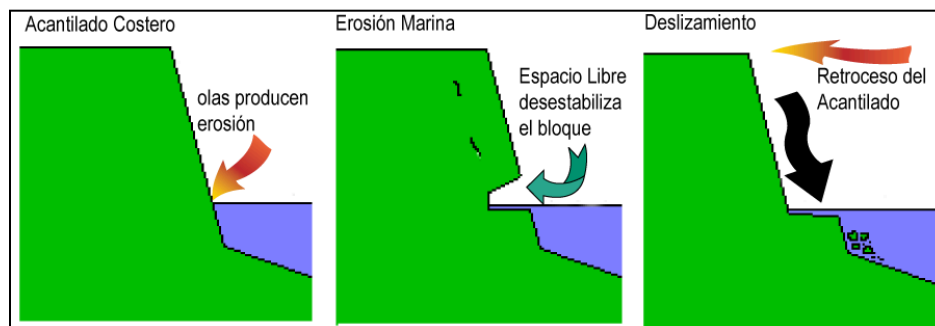 Acantilado Costero
olas producen
erosión
Erosión Marina
Espacio Libre
desestabiliza
el bloque
Deslizamiento
Retroceso del
Acantilado